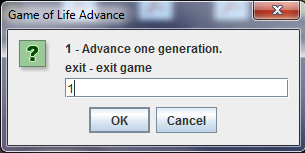 Game of Life Advance
1 - Advance one generation.
exit - exit game
1
OK Cancel